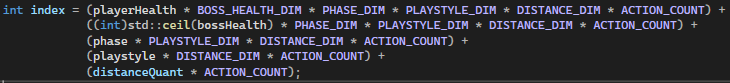 int index = (playerHealth * BOSS_HEALTH_DIM * PHASE_DIM * PLAYSTYLE_DIM * DISTANCE_DIM * ACTION_COUNT) +
((int)std::ceil(bossHealth) * PHASE_DIM * PLAYSTYLE_DIM * DISTANCE_DIM * ACTION_COUNT) +
(phase * PLAYSTYLE_DIM * DISTANCE_DIM * ACTION_COUNT) +
(playstyle * DISTANCE_DIM * ACTION_COUNT) +
(distanceQuant * ACTION_COUNT);